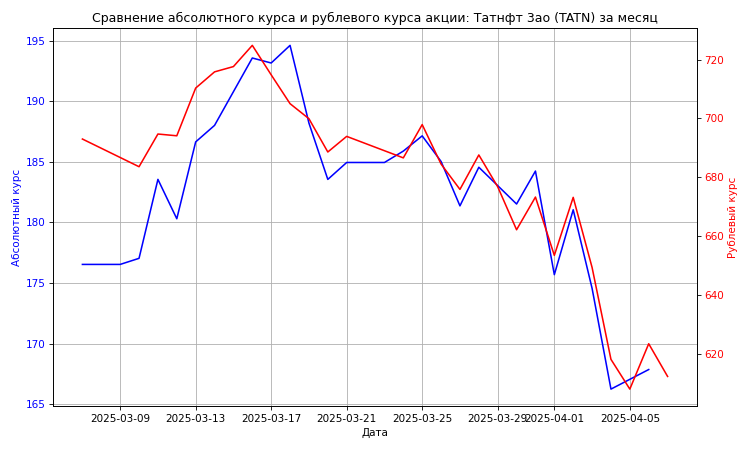 Сравнение абсолютного курса и рублевого курса акции: Татнфт 3ао (TATN) за месяц
195
190
185
180
175
170
165
Абсолютный курс
720
700
680
660
640
620
Рублевый курс
2025-03-09 2025-03-13 2025-03-17 2025-03-21 2025-03-25 2025-03-29 2025-04-01 2025-04-05
Дата